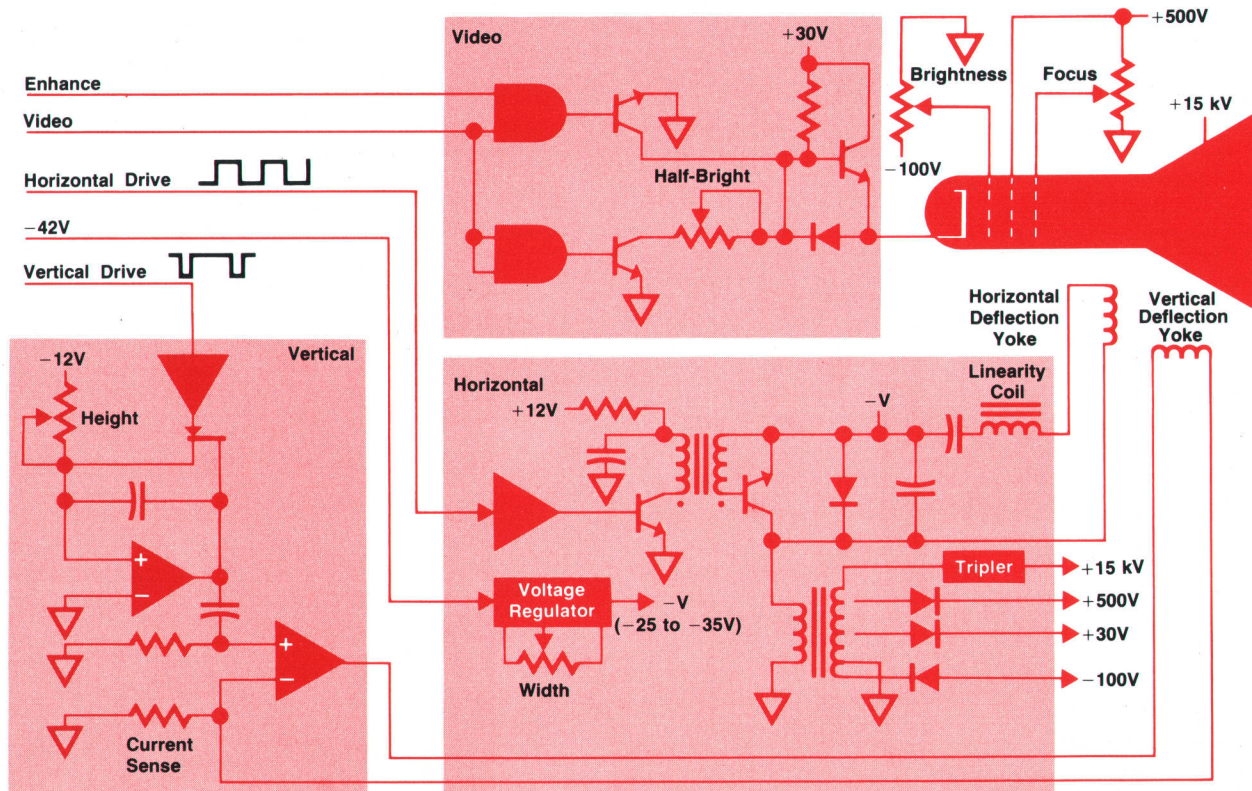 Video
+30V
+500V
Brightness
Focus
+15 kV
Enhance
Video
Horizontal Drive
Half-Bright
−100V
−42V
Vertical Drive
Horizontal
Deflection
Yoke
Vertical
Deflection
Yoke
Vertical
−12V
Height
Horizontal
+12V
−V
Linearity
Coil
+
−
Voltage
Regulator
−V
(−25 to −35V)
Width
Tripler
+15 kV
+500V
+30V
−100V
+
−
Current
Sense